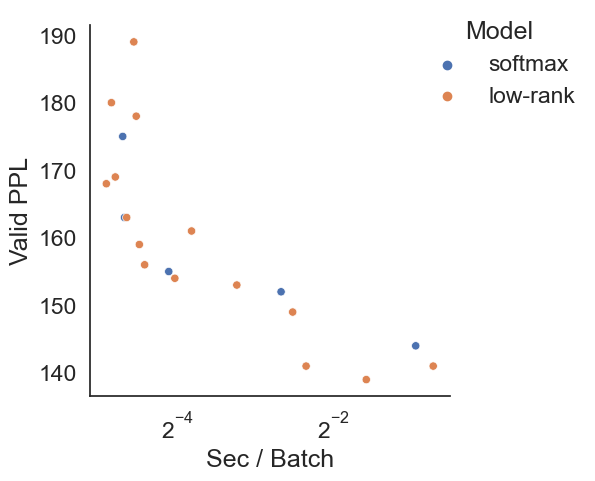 Model
softmax
low-rank
Valid PPL
190
180
170
160
150
140
2⁻⁴
2⁻²
Sec / Batch